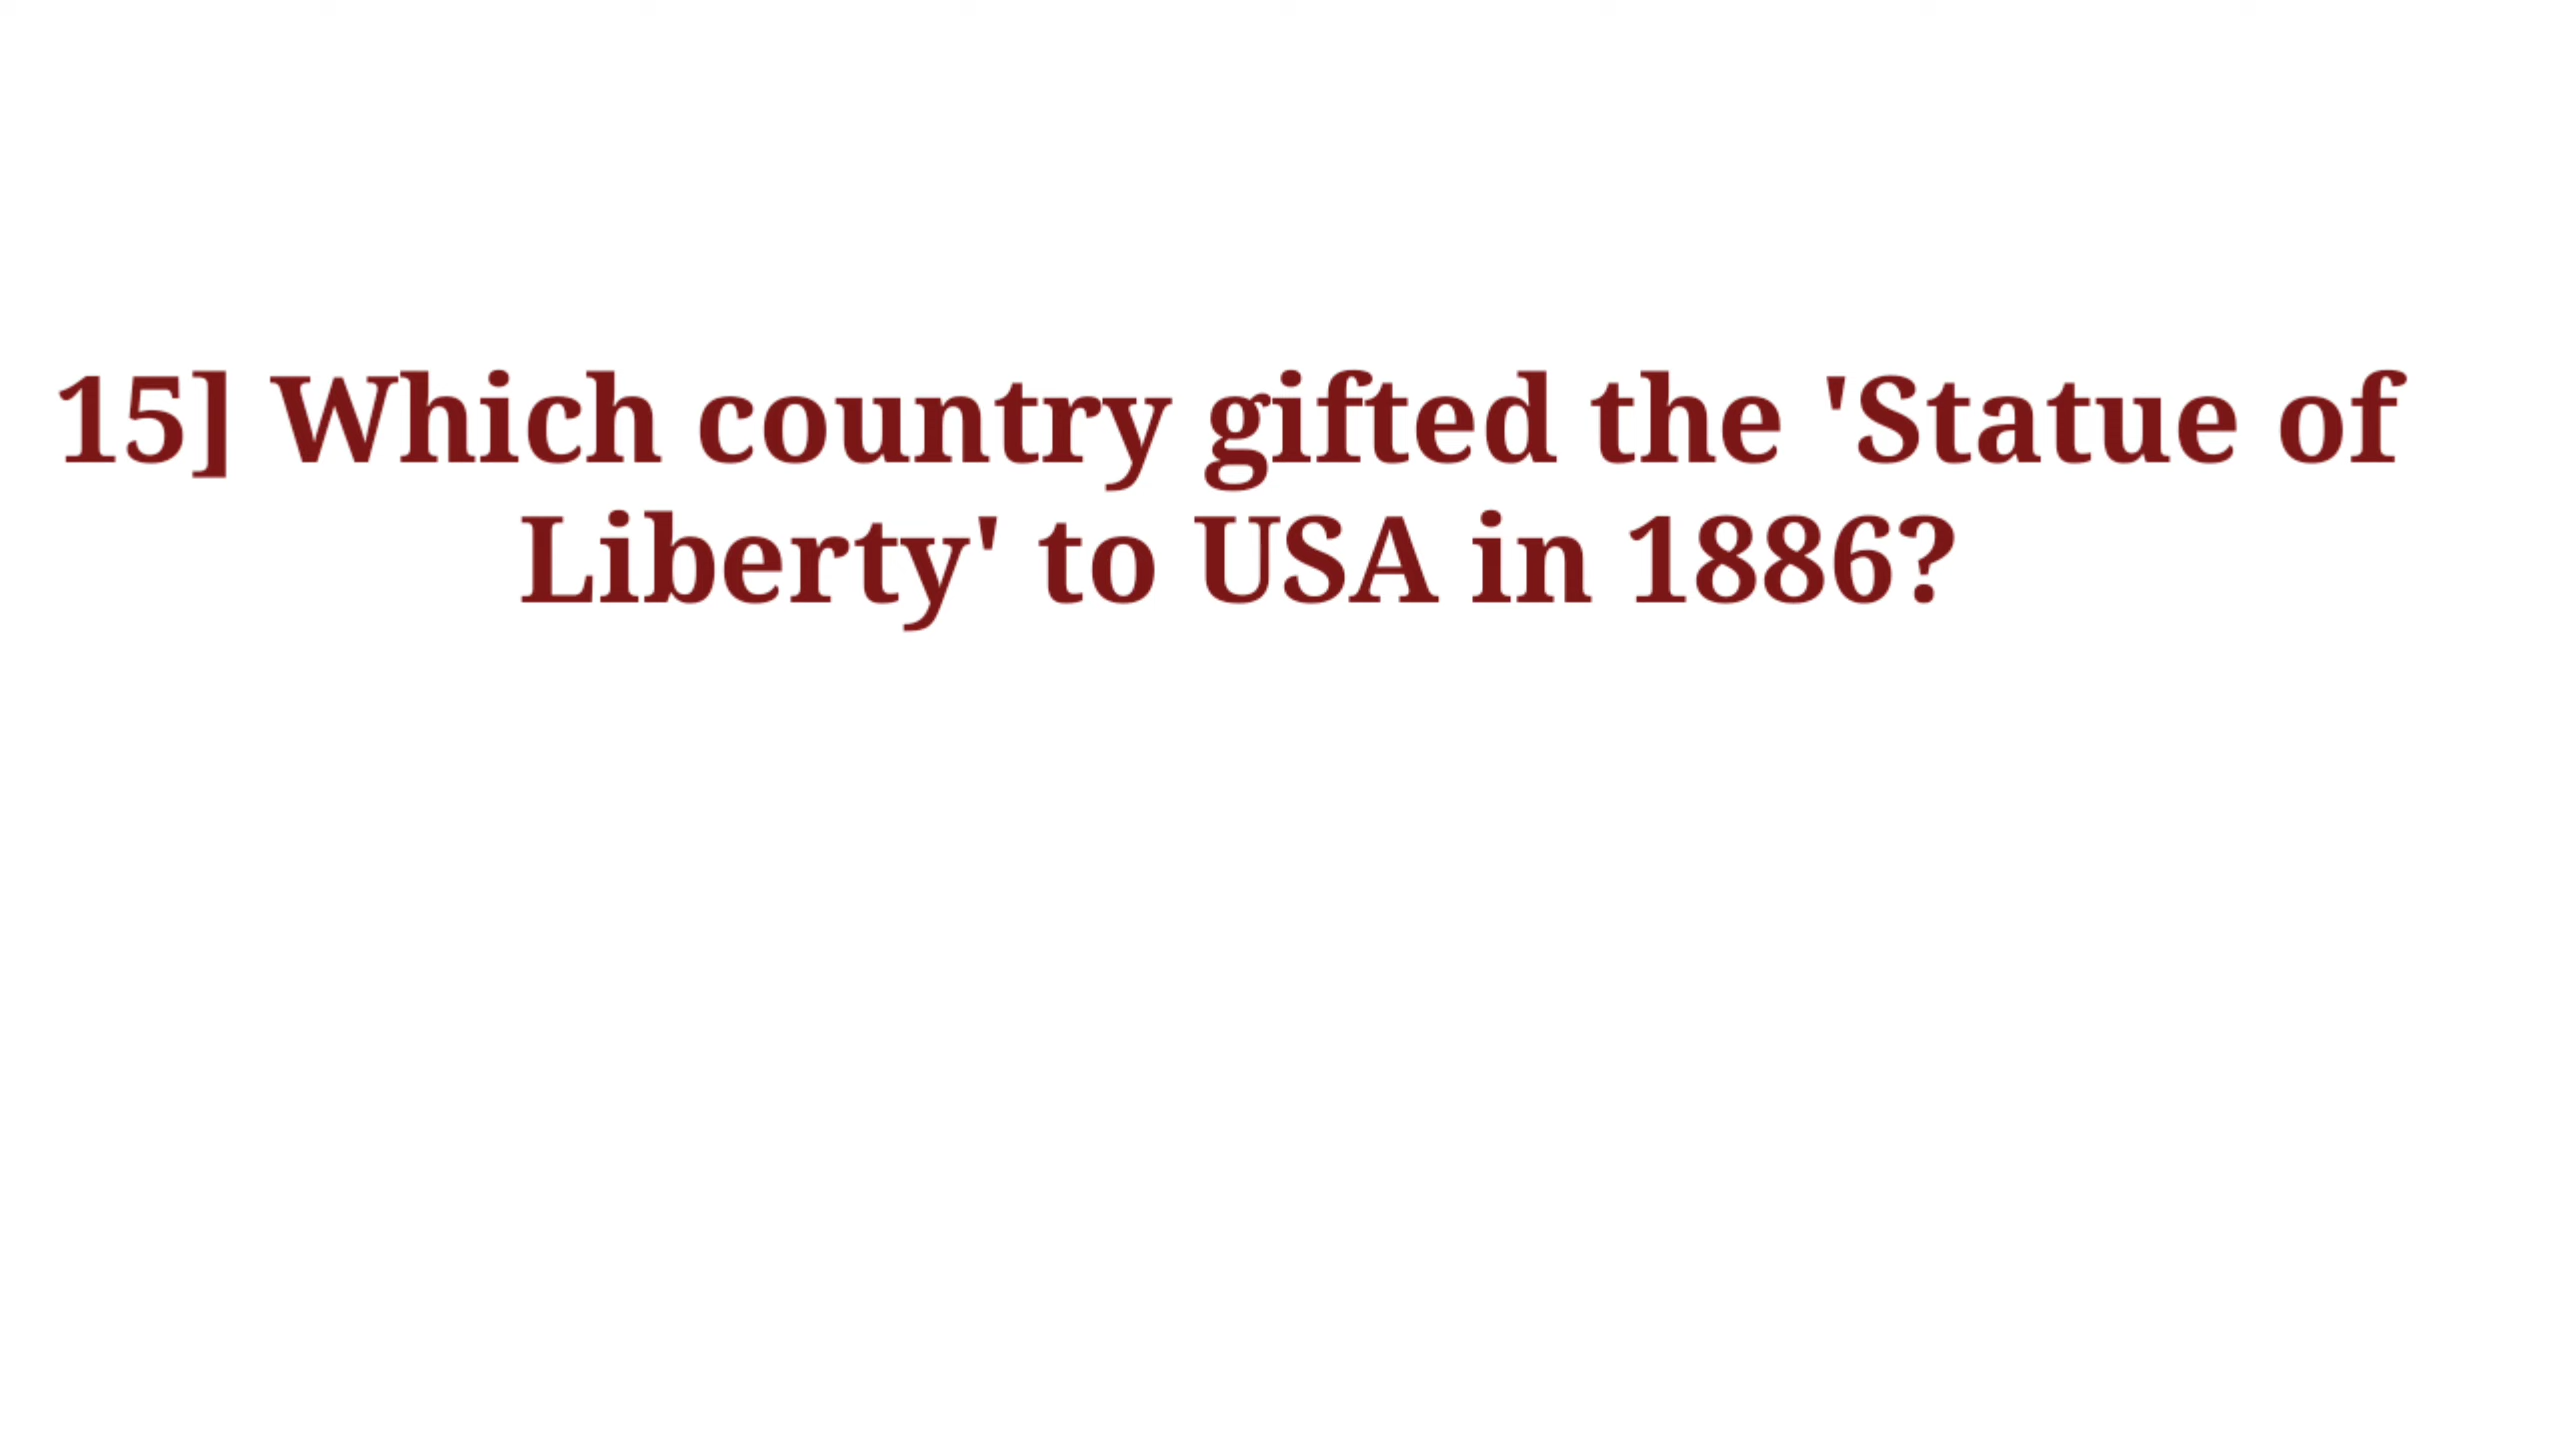 15] Which country gifted the 'Statue of
Liberty' to USA in 1886?